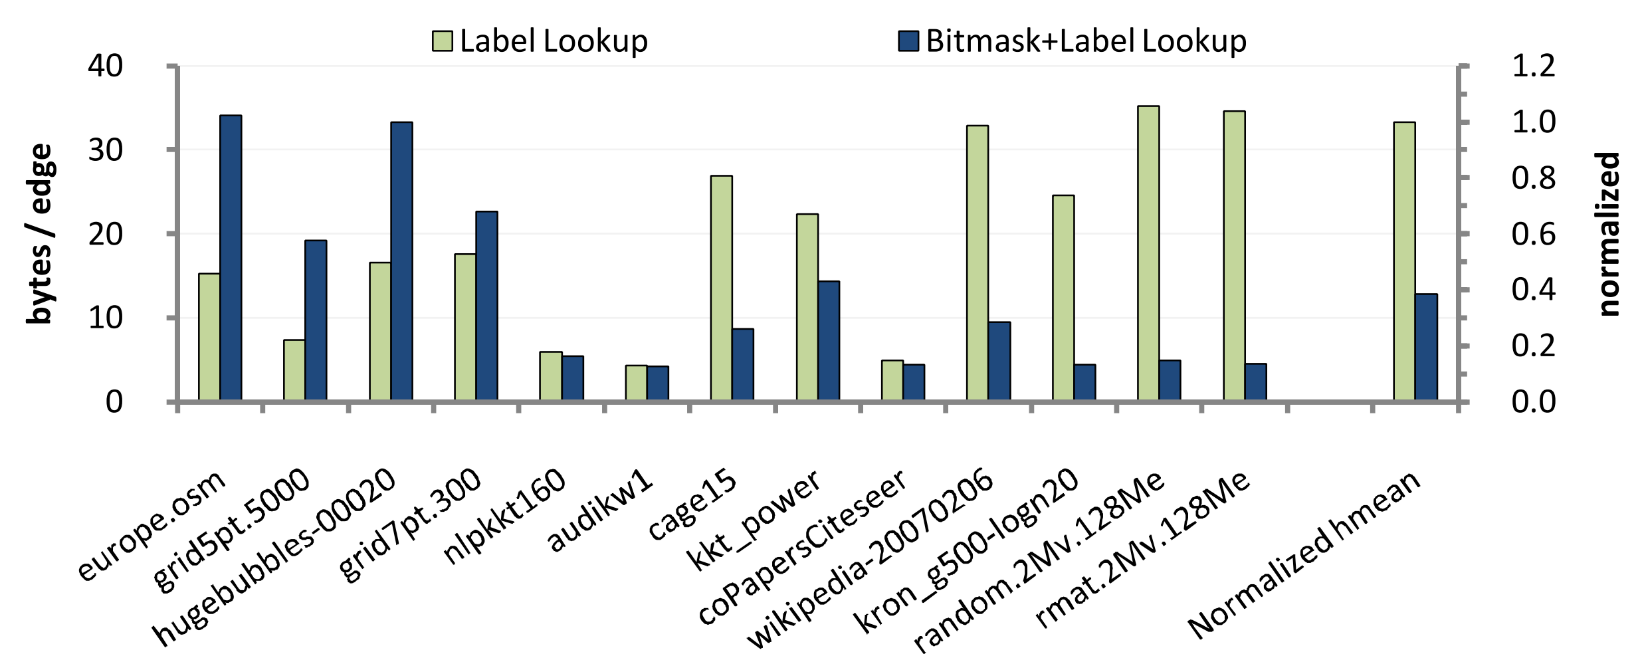 Label Lookup
Bitmask+Label Lookup
bytes / edge
40
30
20
10
0
1.2
1.0
0.8
0.6
0.4
0.2
0.0
normalized
europe.osm
grid5pt.5000
hugebubbles-00020
grid7pt.300
nlpkkt160
audikw1
cage15
kkt_power
coPapersCiteseer
wikipedia-20070206
kron_g500-logn20
random.2Mv.128Me
rmat.2Mv.128Me
Normalized hmean